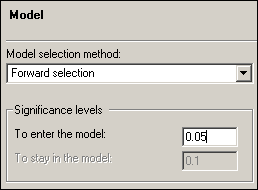 Model
Model selection method:
Forward selection
Significance levels
To enter the model: 0.05
To stay in the model: 0.1